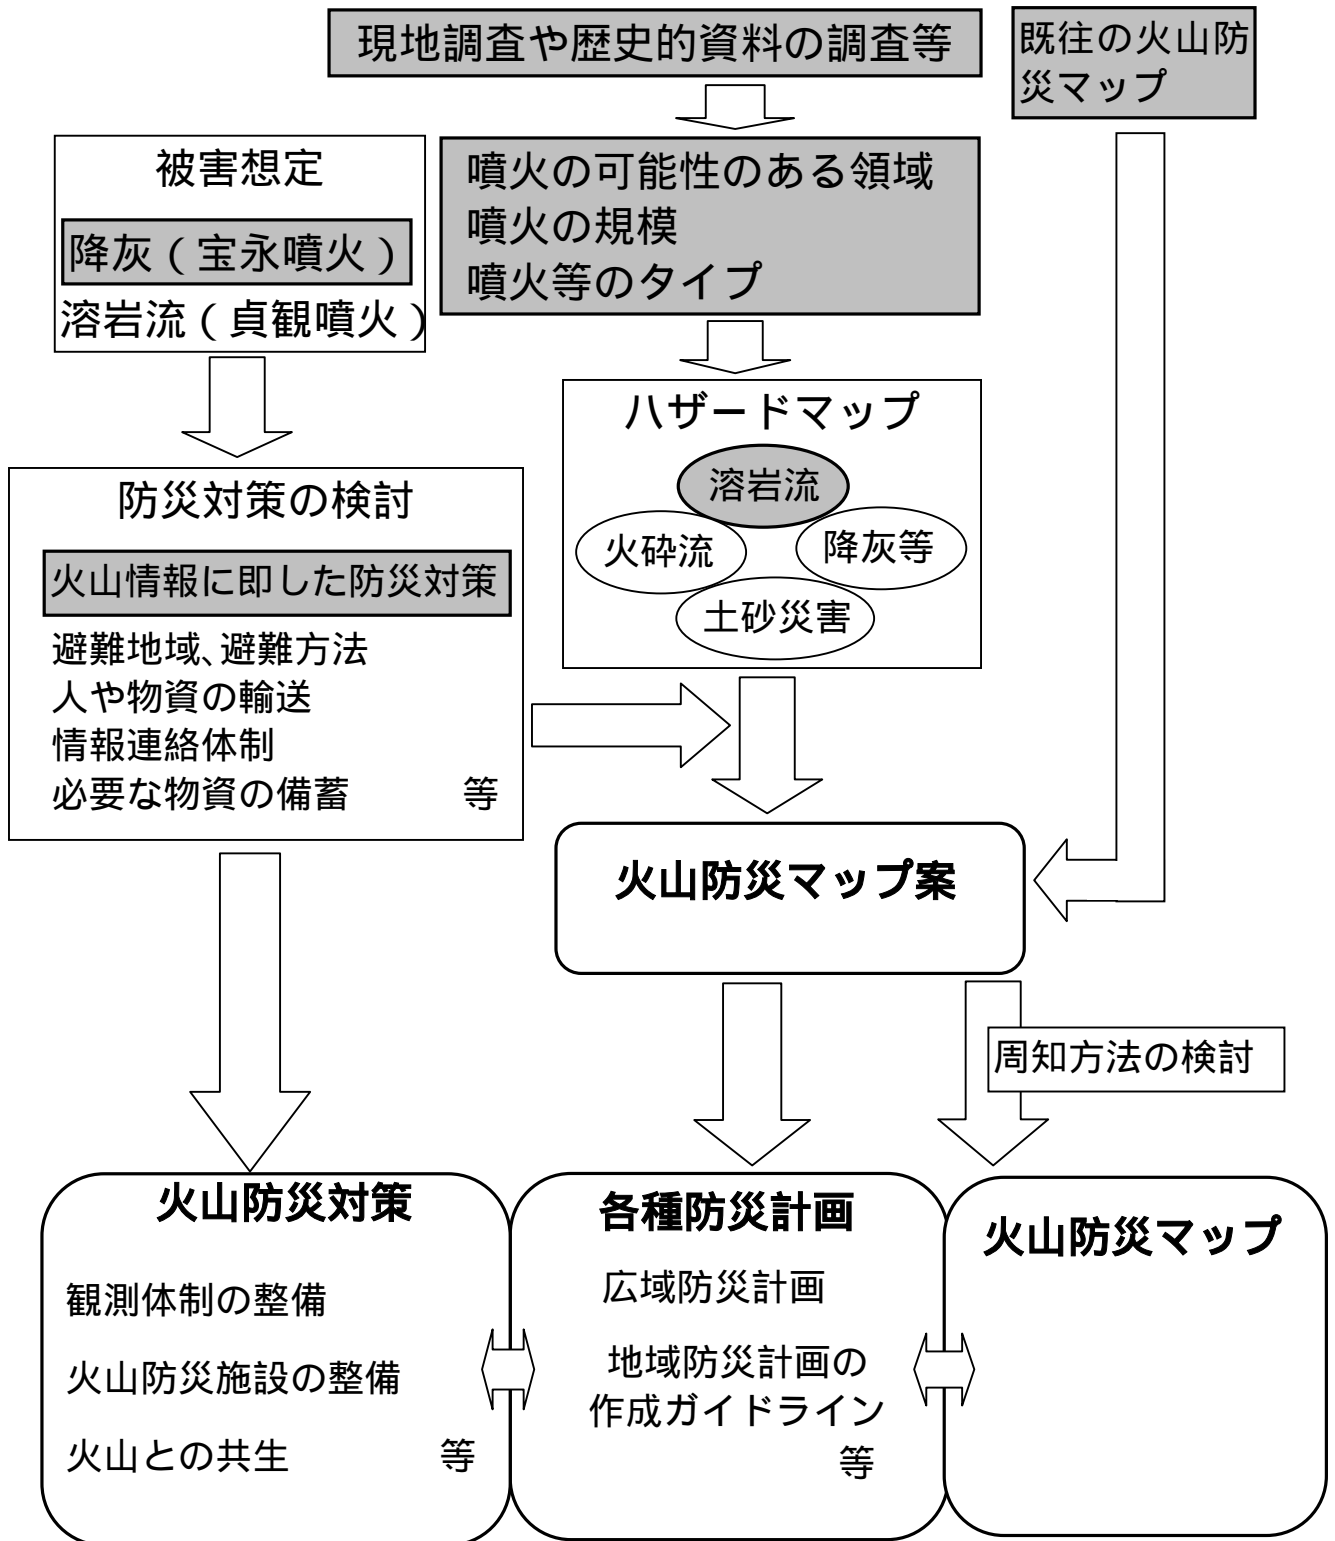 現地調査や歴史的資料の調査等
既往の火山防
災マップ
被害想定
降灰（宝永噴火）
溶岩流（貞観噴火）
噴火の可能性のある領域
噴火の規模
噴火等のタイプ
ハザードマップ
溶岩流
火砕流
降灰等
土砂災害
防災対策の検討
火山情報に即した防災対策
避難地域、避難方法
人や物資の輸送
情報連絡体制
必要な物資の備蓄 等
火山防災マップ案
周知方法の検討
火山防災対策
観測体制の整備
火山防災施設の整備
火山との共生 等
各種防災計画
広域防災計画
地域防災計画の
作成ガイドライン
等
火山防災マップ